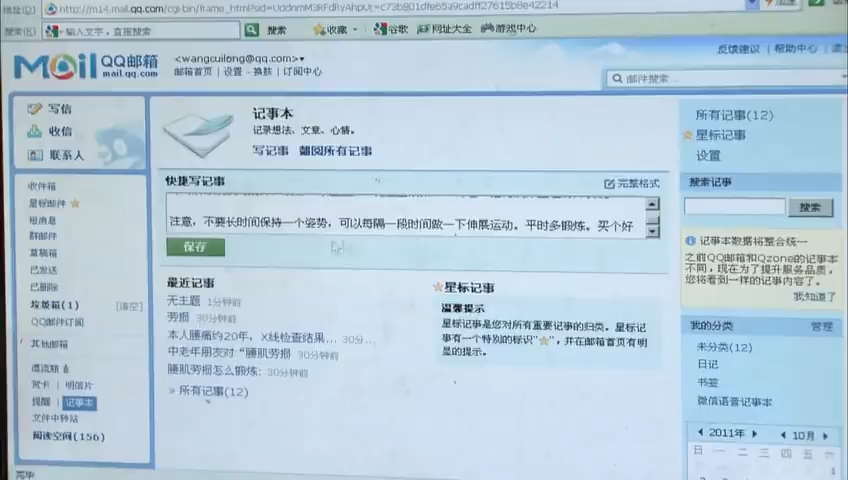 地址(D)
搜索(R)
输入文字，直接搜索
搜索
收藏
谷歌
网址大全
游戏中心
Mail QQ邮箱
mail.qq.com
<wangcuilong@qq.com>
邮箱首页 | 设置 - 换肤 | 订阅中心
反馈建议 | 帮助中心
邮件搜索...
写信
收信
联系人
收件箱
星标邮件
短消息
群邮件
草稿箱
已发送
已删除
垃圾箱(1) [清空]
QQ邮件订阅
其他邮箱
漂流瓶
贺卡 | 明信片
提醒 | 记事本
文件中转站
阅读空间(156)
完毕
记事本
记录想法、文章、心情。
写记事 翻阅所有记事
快捷写记事
完整格式
注意，不要长时间保持一个姿势，可以每隔一段时间做一下伸展运动。平时多锻炼。买个好
保存
最近记事
无主题 1分钟前
劳损 30分钟前
本人腰痛约20年，X线检查结果... 30分...
中老年朋友对“腰肌劳损 30分钟前
腰肌劳损怎么锻炼: 30分钟前
» 所有记事(12)
星标记事
温馨提示
星标记事是您对所有重要记事的归类。星标记
事有一个特别的标识“★”，并在邮箱首页有明
显的提示。
所有记事(12)
星标记事
设置
搜索记事
搜索
记事本数据将整合统一
之前QQ邮箱和Qzone的记事本
不同，现在为了提升服务品质，
您将看到一样的记事内容了。
我知道了
我的分类 管理
未分类(12)
日记
书签
微信语音记事本
2011年 10月
日 一 二 三 四 五 六
1